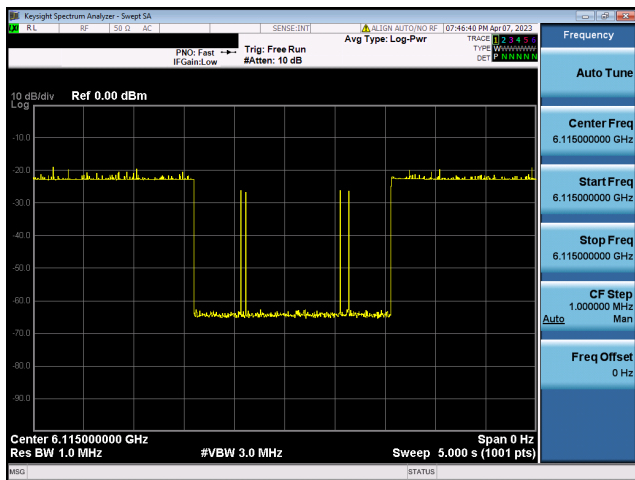 Keysight Spectrum Analyzer - Swept SA
RL RF 50 Ω AC SENSE:INT ALIGN AUTO/NO RF 07:46:40 PM Apr 07, 2023
Avg Type: Log-Pwr
TRACE 1 2 3 4 5 6
TYPE W
DET P N N N N N
PNO: Fast
IFGain:Low
Trig: Free Run
#Atten: 10 dB
10 dB/div Ref 0.00 dBm
Log
-10.0
-20.0
-30.0
-40.0
-50.0
-60.0
-70.0
-80.0
-90.0
Center 6.115000000 GHz Span 0 Hz
Res BW 1.0 MHz #VBW 3.0 MHz Sweep 5.000 s (1001 pts)
MSG STATUS
Frequency
Auto Tune
Center Freq
6.115000000 GHz
Start Freq
6.115000000 GHz
Stop Freq
6.115000000 GHz
CF Step
1.000000 MHz
Auto Man
Freq Offset
0 Hz